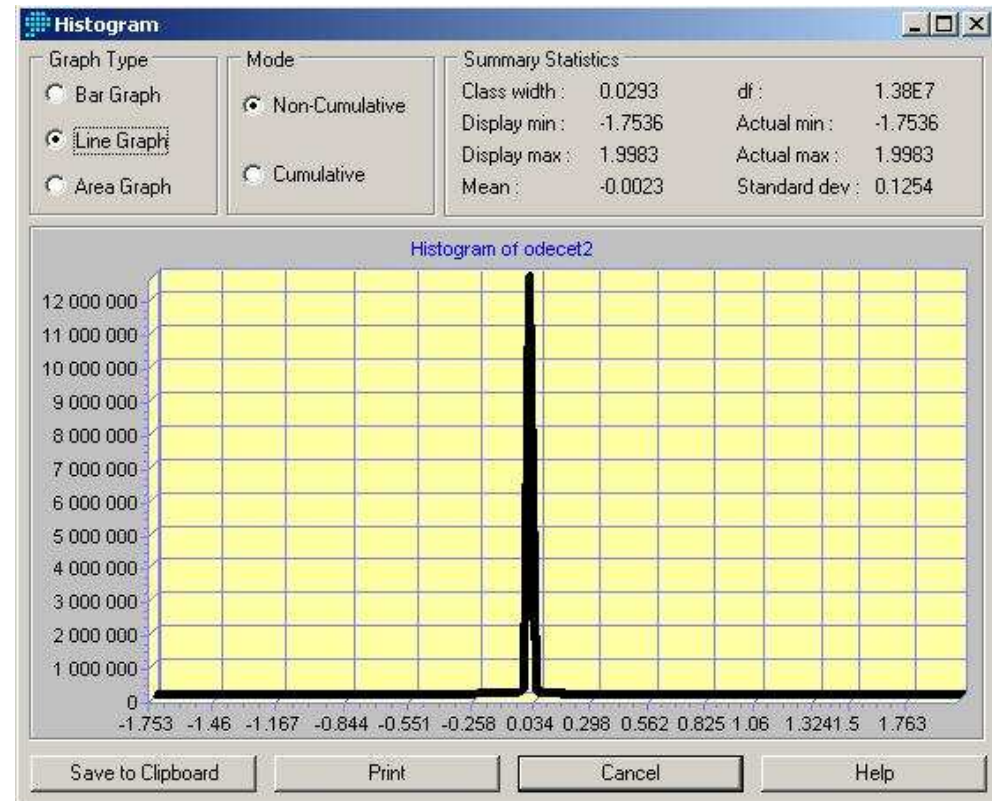 Histogram
Graph Type
Bar Graph
Line Graph
Area Graph
Mode
Non-Cumulative
Cumulative
Summary Statistics
Class width : 0.0293 df : 1.38E7
Display min : -1.7536 Actual min : -1.7536
Display max : 1.9983 Actual max : 1.9983
Mean : -0.0023 Standard dev : 0.1254
Histogram of odecet2
12 000 000
11 000 000
10 000 000
9 000 000
8 000 000
7 000 000
6 000 000
5 000 000
4 000 000
3 000 000
2 000 000
1 000 000
0
-1.753 -1.46 -1.167 -0.844 -0.551 -0.258 0.034 0.298 0.562 0.825 1.06 1.324 1.5 1.763
Save to Clipboard Print Cancel Help